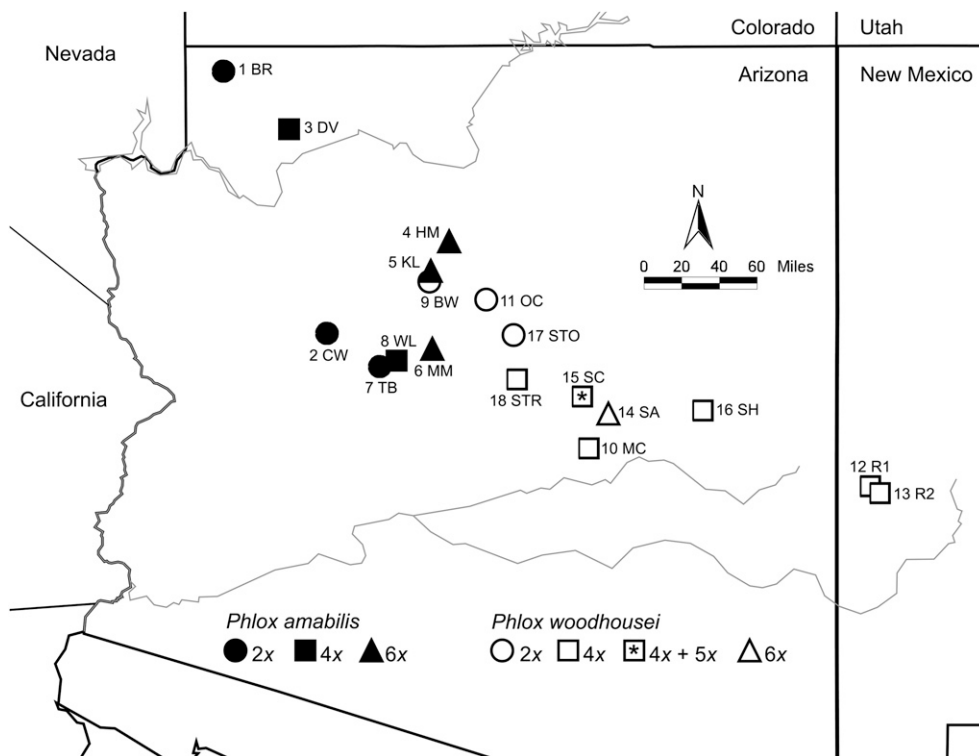 Nevada
Colorado
Utah
Arizona
New Mexico
California
1 BR
3 DV
4 HM
5 KL
9 BW
11 OC
17 STO
2 CW
8 WL
6 MM
7 TB
15 SC
*
18 STR
14 SA
16 SH
10 MC
12 R1
13 R2
N
0 20 40 60 Miles
Phlox amabilis
2x 4x 6x
Phlox woodhousei
2x 4x * 4x + 5x 6x